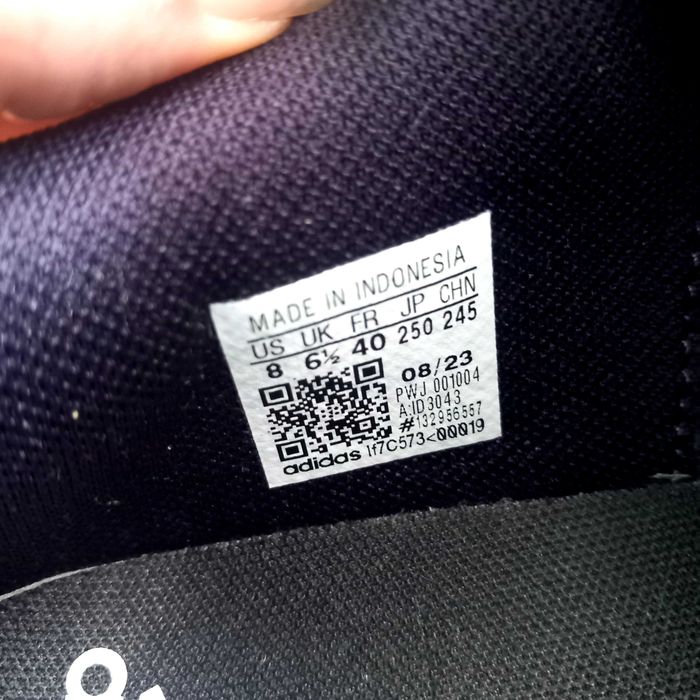 MADE IN INDONESIA
US UK FR JP CHN
8 6½ 40 250 245
08/23
PWJ 001004
A:ID3043
#132956557
adidas 1f7C573<00019
&